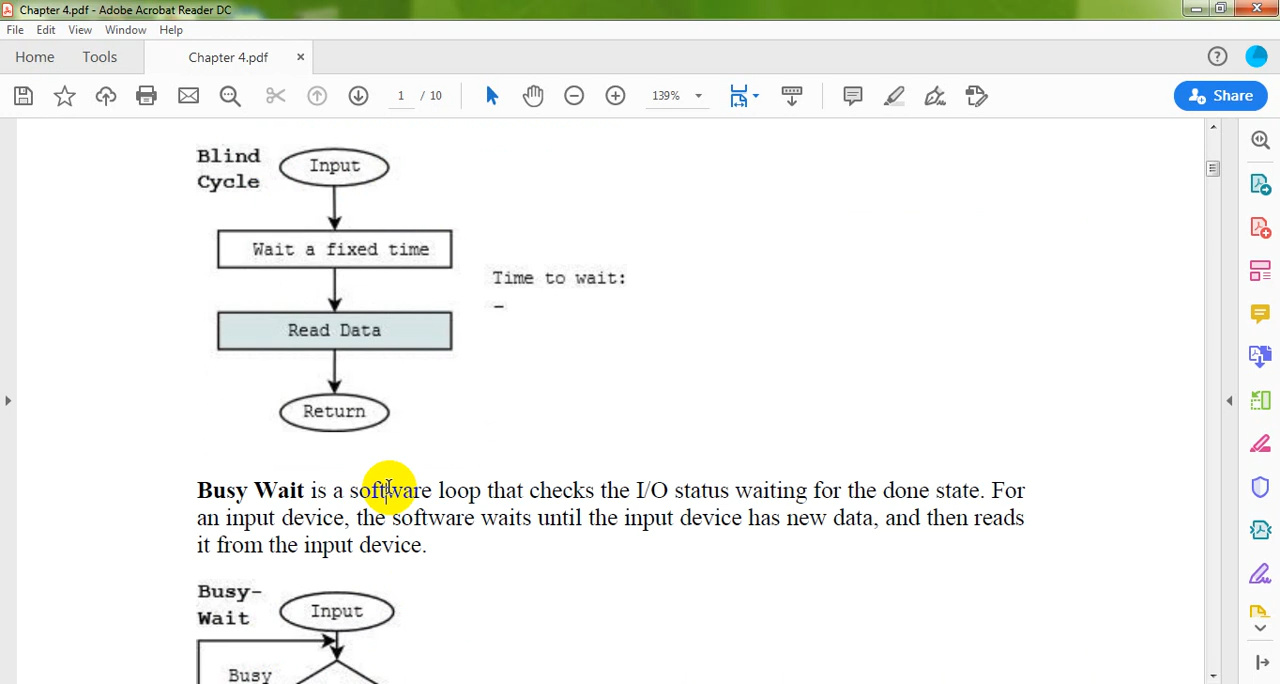 Chapter 4.pdf - Adobe Acrobat Reader DC
File Edit View Window Help
Home Tools Chapter 4.pdf ×
1 / 10 139% Share
Blind
Cycle
Input
Wait a fixed time
Time to wait:
–
Read Data
Return
Busy Wait is a software loop that checks the I/O status waiting for the done state. For
an input device, the software waits until the input device has new data, and then reads
it from the input device.
Busy-
Wait
Input
Busy